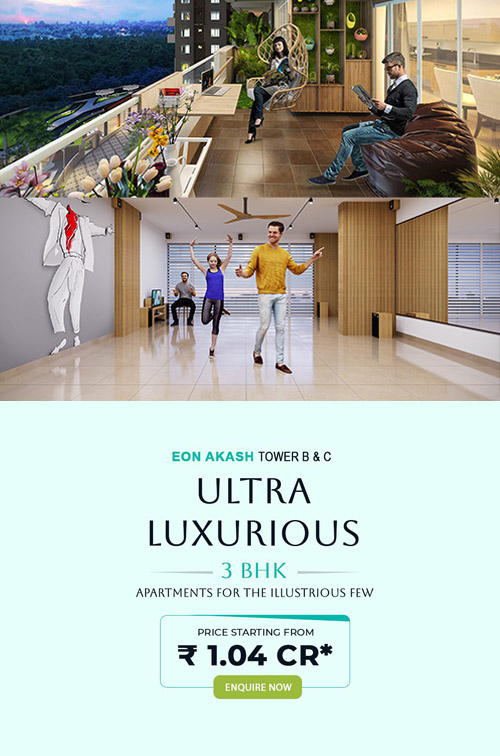 EON AKASH TOWER B & C
ULTRA
LUXURIOUS
3 BHK
APARTMENTS FOR THE ILLUSTRIOUS FEW
PRICE STARTING FROM
₹ 1.04 CR*
ENQUIRE NOW